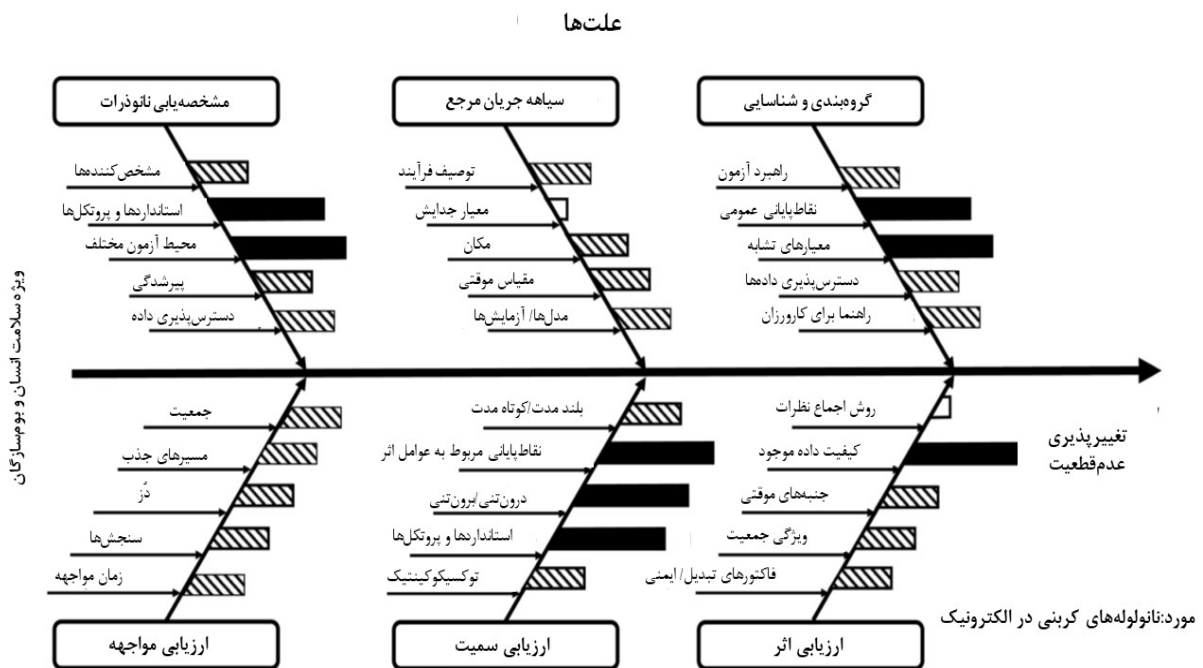 علت‌ها
گروه‌بندی و شناسایی
راهبرد آزمون
نقاط‌پایانی عمومی
معیارهای تشابه
دسترس‌پذیری داده‌ها
راهنما برای کارورزان
سیاهه جریان مرجع
توصیف فرآیند
معیار جدایش
مکان
مقیاس موقتی
مدل‌ها/ آزمایش‌ها
مشخصه‌یابی نانوذرات
مشخص‌کننده‌ها
استانداردها و پروتکل‌ها
محیط آزمون مختلف
پیرشدگی
دسترس‌پذیری داده
ویژه سلامت انسان و بوم‌سازگان
تغییرپذیری
عدم‌قطعیت
روش اجماع نظرات
کیفیت داده موجود
جنبه‌های موقتی
ویژگی جمعیت
فاکتورهای تبدیل/ ایمنی
ارزیابی اثر
بلند مدت/کوتاه مدت
نقاط‌پایانی مربوط به عوامل اثر
درون‌تنی/برون‌تنی
استانداردها و پروتکل‌ها
توکسیکوکینتیک
ارزیابی سمیت
جمعیت
مسیرهای جذب
دُز
سنجش‌ها
زمان مواجهه
ارزیابی مواجهه
مورد:نانولوله‌های کربنی در الکترونیک